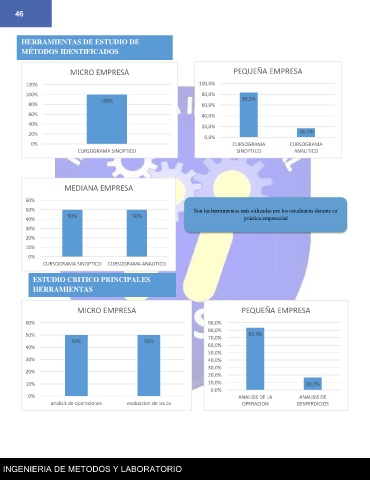 46
HERRAMIENTAS DE ESTUDIO DE
MÉTODOS IDENTIFICADOS
MICRO EMPRESA
120%
100%
80%
60%
40%
20%
0%
100%
CURSOGRAMA SINOPTICO
PEQUEÑA EMPRESA
100,0%
80,0%
60,0%
40,0%
20,0%
0,0%
83,3%
16,7%
CURSOGRAMA
SINOPTICO
CURSOGRAMA
ANALITICO
MEDIANA EMPRESA
60%
50%
40%
30%
20%
10%
0%
50%
50%
CURSOGRAMA SINOPTICO
CURSOGRAMA ANALITICO
Son las herramientas más utilizadas por los estudiantes durante su
práctica empresarial
ESTUDIO CRITICO PRINCIPALES
HERRAMIENTAS
MICRO EMPRESA
60%
50%
40%
30%
20%
10%
0%
50%
50%
analisis de operaciones
evaluacion de las 5s
PEQUEÑA EMPRESA
90,0%
80,0%
70,0%
60,0%
50,0%
40,0%
30,0%
20,0%
10,0%
0,0%
83,3%
16,7%
ANALISIS DE LA
OPERACION
ANALISIS DE
DESPERDICIOS
INGENIERIA DE METODOS Y LABORATORIO